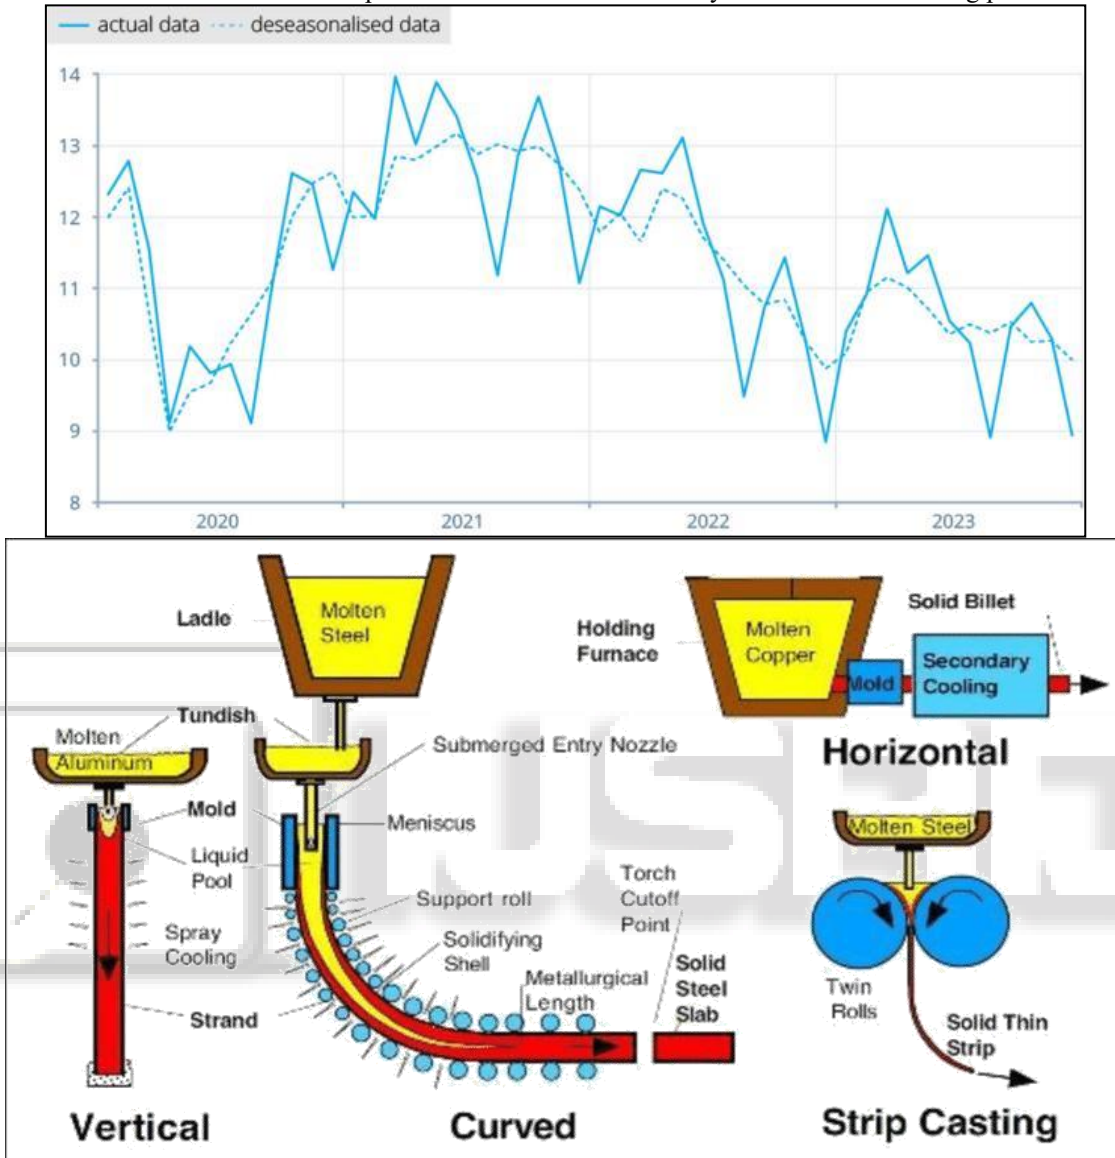 actual data deseasonalised data
14
13
12
11
10
9
8
2020 2021 2022 2023
Ladle
Molten
Steel
Tundish
Molten
Aluminum
Submerged Entry Nozzle
Mold
Meniscus
Liquid
Pool
Support roll
Spray
Cooling
Solidifying
Shell
Strand
Metallurgical
Length
Torch
Cutoff
Point
Solid
Steel
Slab
Vertical
Curved
Holding
Furnace
Molten
Copper
Mold
Secondary
Cooling
Solid Billet
Horizontal
Molten Steel
Twin
Rolls
Solid Thin
Strip
Strip Casting